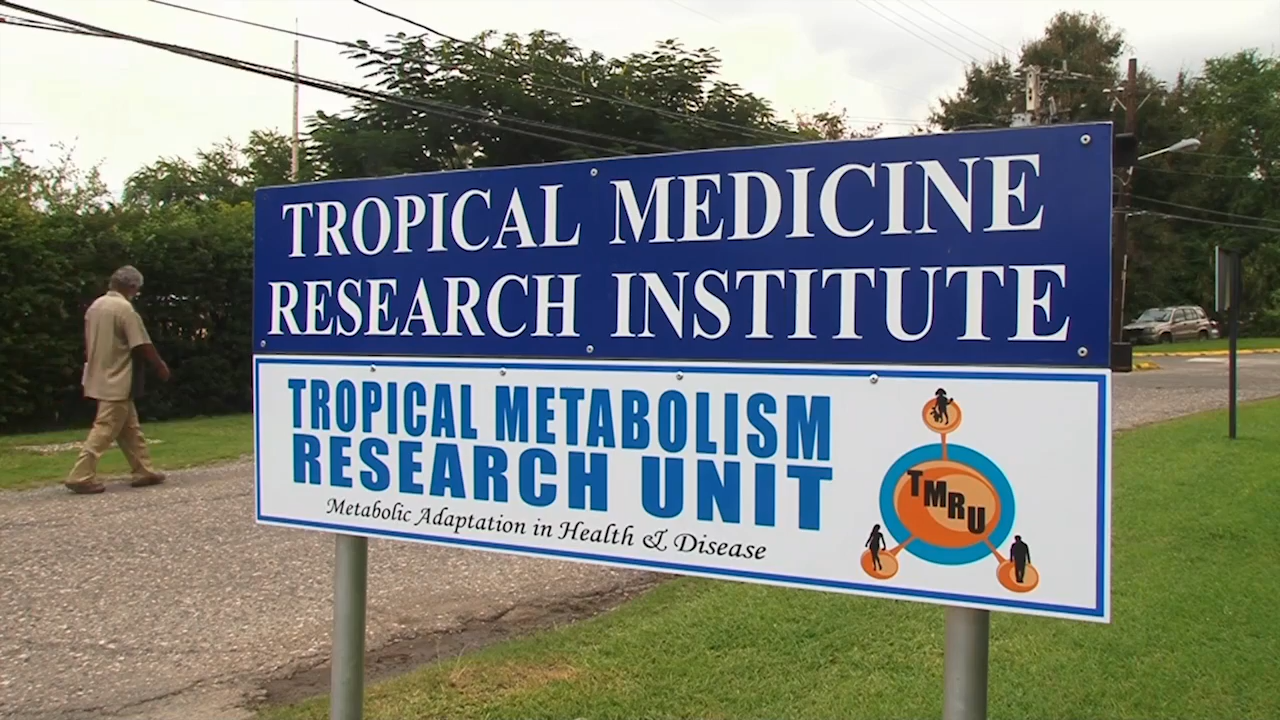 TROPICAL MEDICINE
RESEARCH INSTITUTE
TROPICAL METABOLISM
RESEARCH UNIT
Metabolic Adaptation in Health & Disease
TMRU